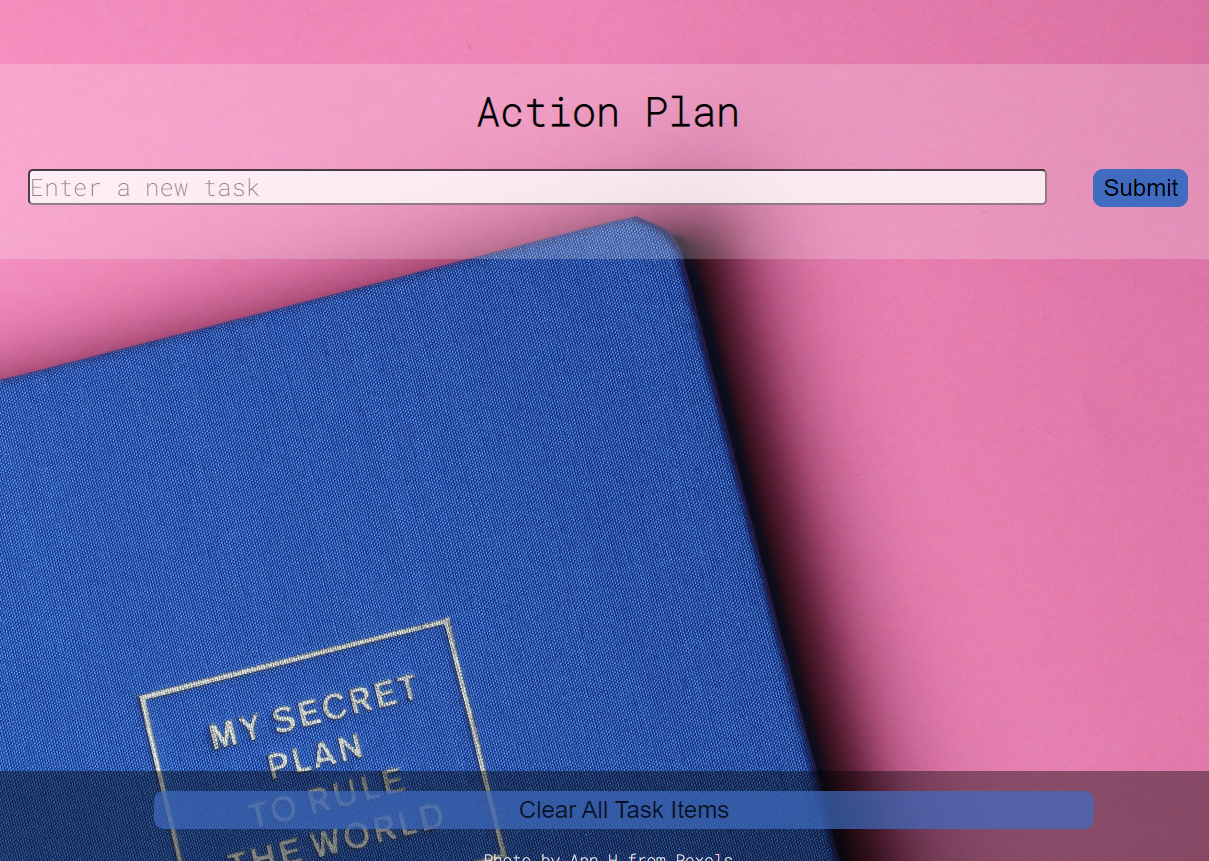 Action Plan
Enter a new task
Submit
MY SECRET
PLAN
TO RULE
THE WORLD
Clear All Task Items
Photo by Ann H from Pexels